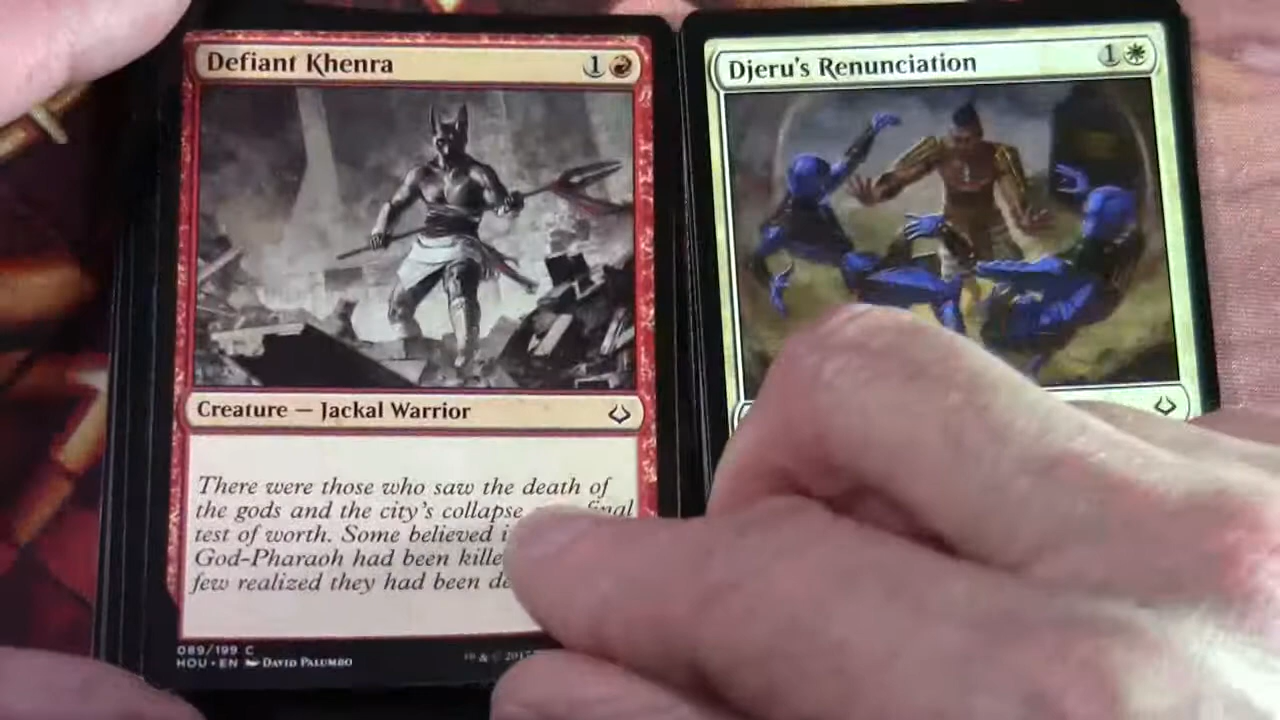 Defiant Khenra 1
Djeru's Renunciation 1
Creature — Jackal Warrior
There were those who saw the death of
the gods and the city's collapse final
test of worth. Some believed
God-Pharaoh had been
few realized they had been
089/199 C
HOU • EN DAVID PALUMBO